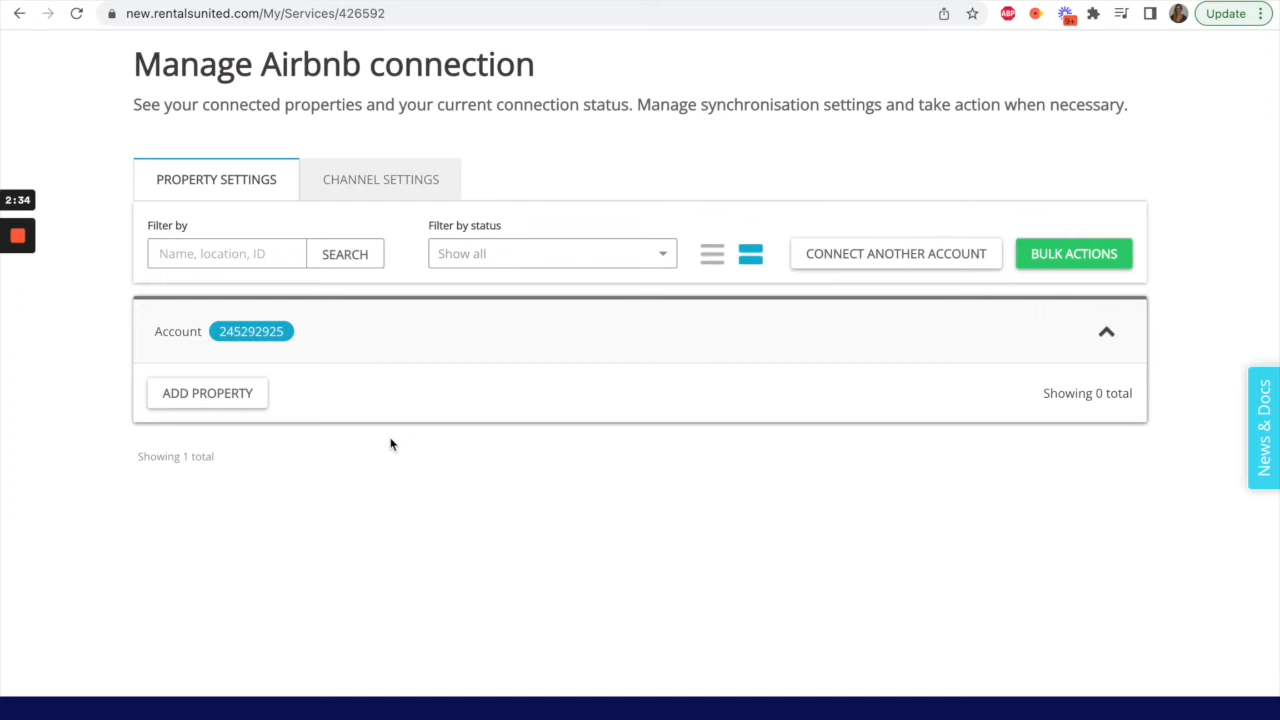 new.rentalsunited.com/My/Services/426592
ABP
9+
Update
Manage Airbnb connection
See your connected properties and your current connection status. Manage synchronisation settings and take action when necessary.
PROPERTY SETTINGS
CHANNEL SETTINGS
2:34
Filter by
Filter by status
Name, location, ID
SEARCH
Show all
CONNECT ANOTHER ACCOUNT
BULK ACTIONS
Account 245292925
ADD PROPERTY
Showing 0 total
News & Docs
Showing 1 total